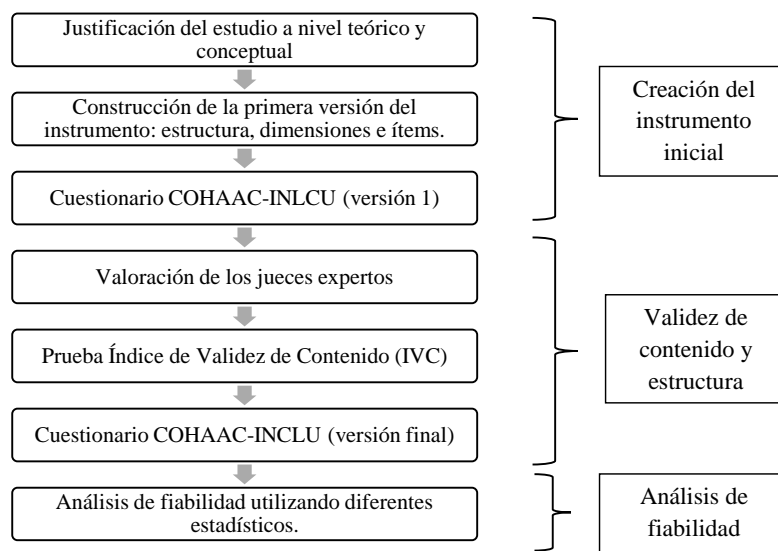 Justificación del estudio a nivel teórico y
conceptual
Construcción de la primera versión del
instrumento: estructura, dimensiones e ítems.
Cuestionario COHAAC-INLCU (versión 1)
Creación del
instrumento
inicial
Valoración de los jueces expertos
Prueba Índice de Validez de Contenido (IVC)
Cuestionario COHAAC-INCLU (versión final)
Validez de
contenido y
estructura
Análisis de fiabilidad utilizando diferentes
estadísticos.
Análisis de
fiabilidad